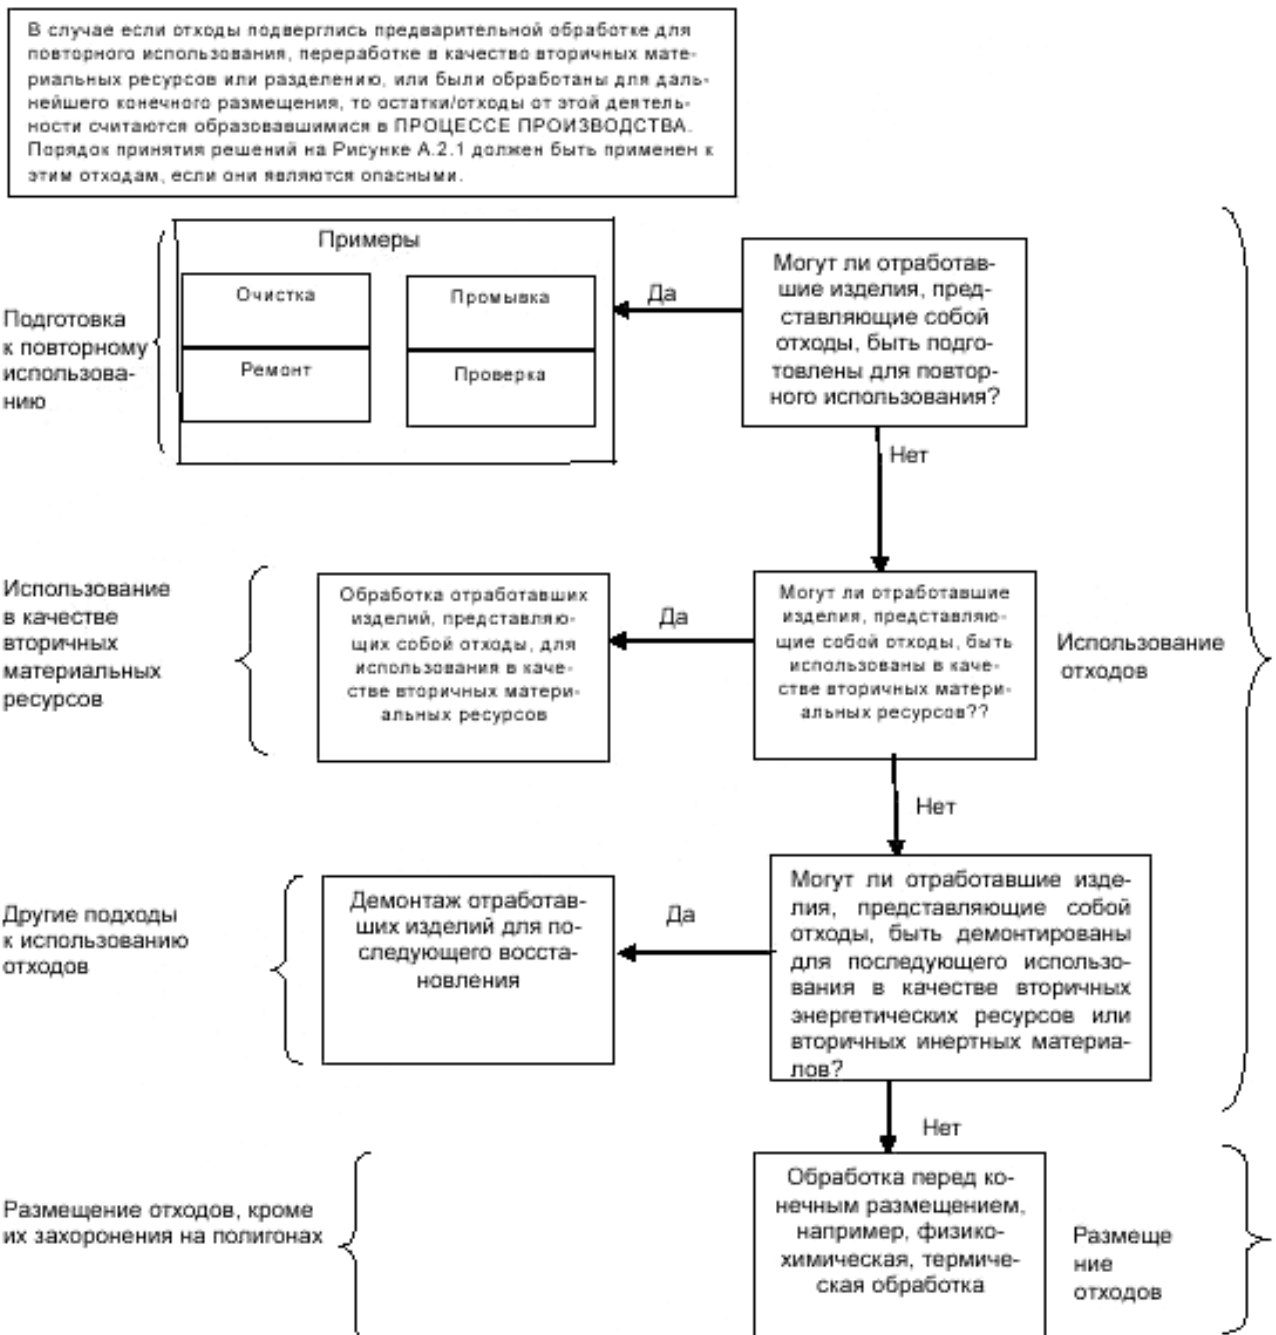 В случае если отходы подверглись предварительной обработке для
повторного использования, переработке в качество вторичных мате-
риальных ресурсов или разделению, или были обработаны для даль-
нейшего конечного размещения, то остатки/отходы от этой деятель-
ности считаются образовавшимися в ПРОЦЕССЕ ПРОИЗВОДСТВА.
Порядок принятия решений на Рисунке А.2.1 должен быть применен к
этим отходам, если они являются опасными.
Подготовка
к повторному
использова-
нию
Примеры
Очистка
Промывка
Ремонт
Проверка
Да
Могут ли отработав-
шие изделия, пред-
ставляющие собой
отходы, быть подго-
товлены для повтор-
ного использования?
Нет
Использование
в качестве
вторичных
материальных
ресурсов
Обработка отработавших
изделий, представляю-
щих собой отходы, для
использования в каче-
стве вторичных матери-
альных ресурсов
Да
Могут ли отработавшие
изделия, представляю-
щие собой отходы, быть
использованы в каче-
стве вторичных матери-
альных ресурсов??
Использование
отходов
Нет
Другие подходы
к использованию
отходов
Демонтаж отработав-
ших изделий для по-
следующего восста-
новления
Да
Могут ли отработавшие изде-
лия, представляющие собой
отходы, быть демонтированы
для последующего использо-
вания в качестве вторичных
энергетических ресурсов или
вторичных инертных материа-
лов?
Нет
Размещение отходов, кроме
их захоронения на полигонах
Обработка перед ко-
нечным размещением,
например, физико-
химическая, термиче-
ская обработка
Размеще
ние
отходов